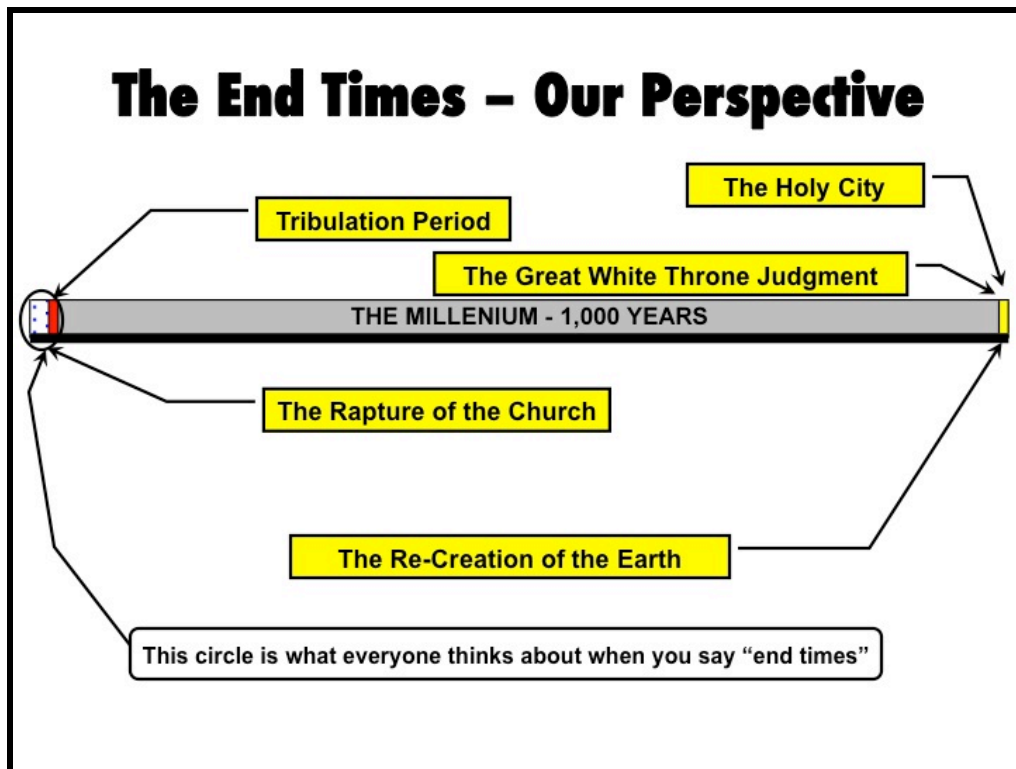 The End Times – Our Perspective
The Holy City
Tribulation Period
The Great White Throne Judgment
THE MILLENIUM - 1,000 YEARS
The Rapture of the Church
The Re-Creation of the Earth
This circle is what everyone thinks about when you say “end times”